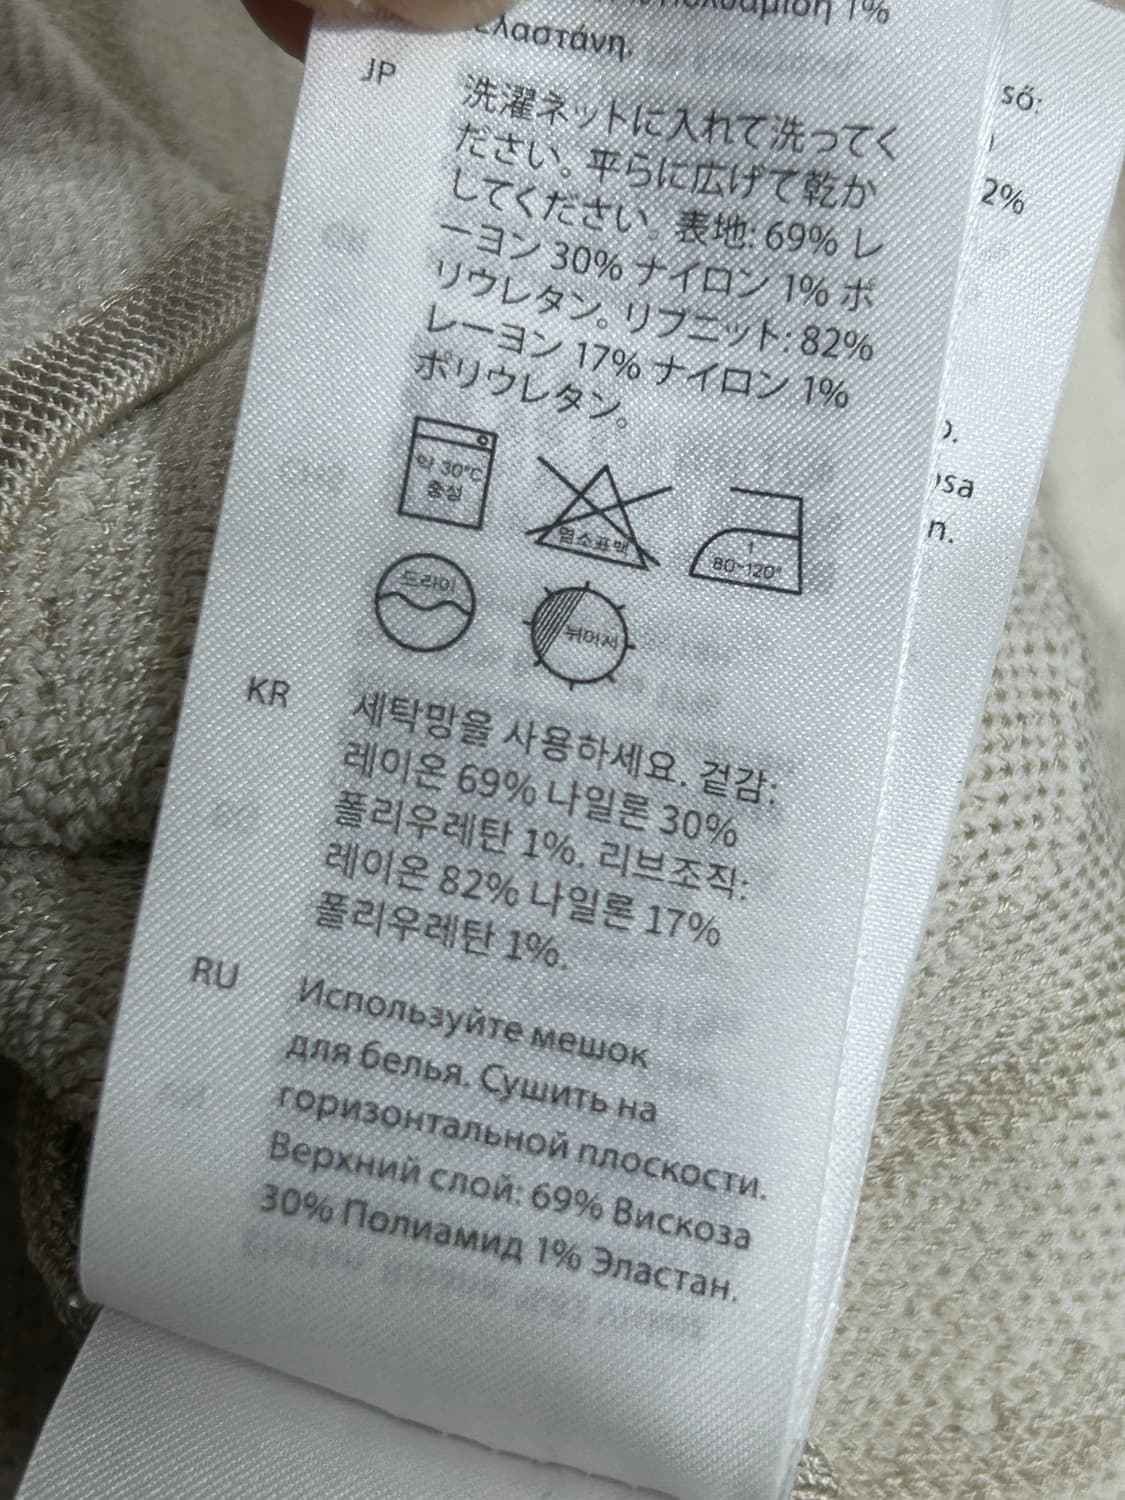 1%
ελαστάνη.
JP
洗濯ネットに入れて洗ってく
ださい。平らに広げて乾か
してください。表地: 69% レ
ーヨン 30% ナイロン 1% ポ
リウレタン。リブニット: 82%
レーヨン 17% ナイロン 1%
ポリウレタン。
약 30°C
중성
염소표백
1
80~120°
드라이
뉘어서
KR
세탁망을 사용하세요. 겉감:
레이온 69% 나일론 30%
폴리우레탄 1%. 리브조직:
레이온 82% 나일론 17%
폴리우레탄 1%.
RU
Используйте мешок
для белья. Сушить на
горизонтальной плоскости.
Верхний слой: 69% Вискоза
30% Полиамид 1% Эластан.
ső:
2%
osa
n.